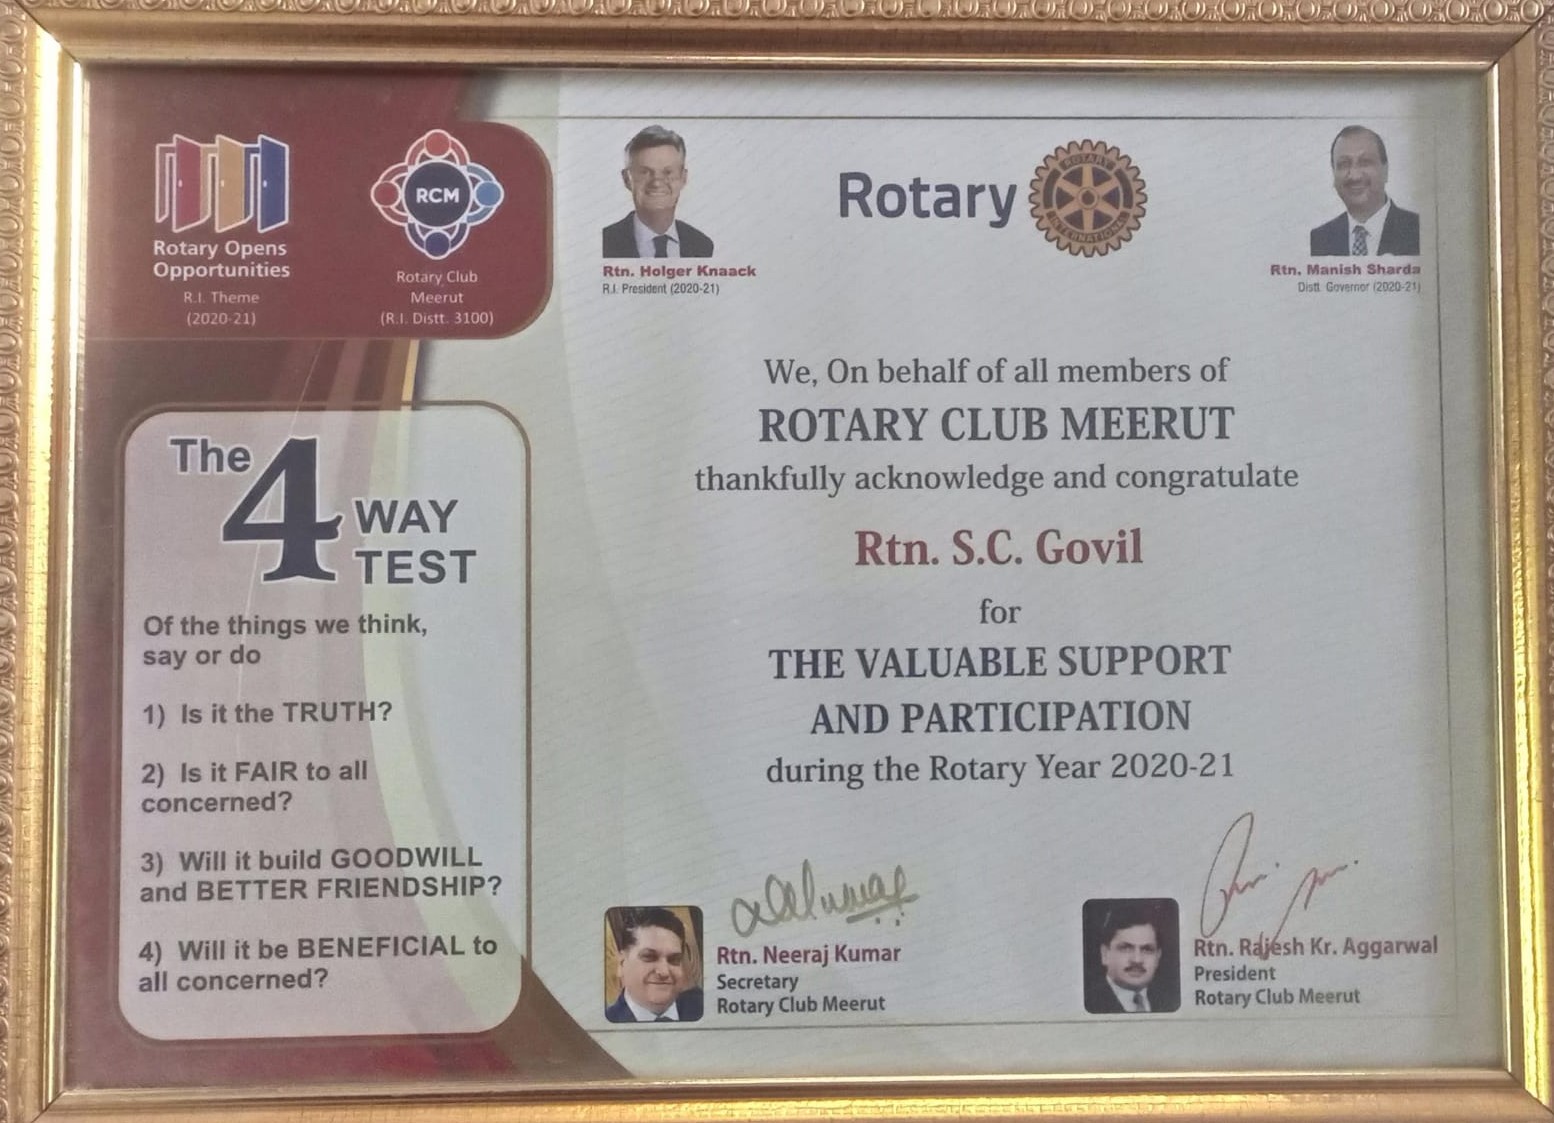 Rotary Opens
Opportunities
R.I. Theme
(2020-21)
RCM
Rotary Club
Meerut
(R.I. Distt. 3100)
The 4 WAY
TEST
Of the things we think,
say or do
1) Is it the TRUTH?
2) Is it FAIR to all
concerned?
3) Will it build GOODWILL
and BETTER FRIENDSHIP?
4) Will it be BENEFICIAL to
all concerned?
Rtn. Holger Knaack
R.I. President (2020-21)
Rotary
ROTARY
INTERNATIONAL
Rtn. Manish Sharda
Distt. Governor (2020-21)
We, On behalf of all members of
ROTARY CLUB MEERUT
thankfully acknowledge and congratulate
Rtn. S.C. Govil
for
THE VALUABLE SUPPORT
AND PARTICIPATION
during the Rotary Year 2020-21
Rtn. Neeraj Kumar
Secretary
Rotary Club Meerut
Rtn. Rajesh Kr. Aggarwal
President
Rotary Club Meerut